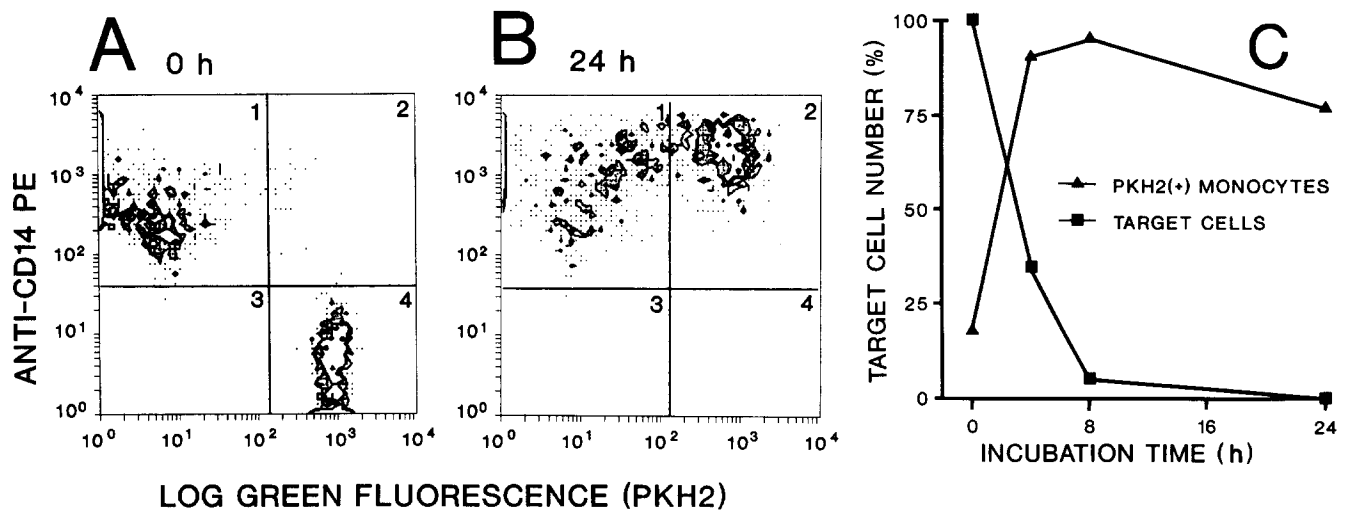 A 0 h
10⁴
10³
10²
10¹
10⁰
1
2
3
4
10⁰ 10¹ 10² 10³ 10⁴
ANTI-CD14 PE
B 24 h
10⁴
10³
10²
10¹
10⁰
1
2
3
4
10⁰ 10¹ 10² 10³ 10⁴
LOG GREEN FLUORESCENCE (PKH2)
C
TARGET CELL NUMBER (%)
100
75
50
25
0
PKH2(+) MONOCYTES
TARGET CELLS
0 8 16 24
INCUBATION TIME (h)